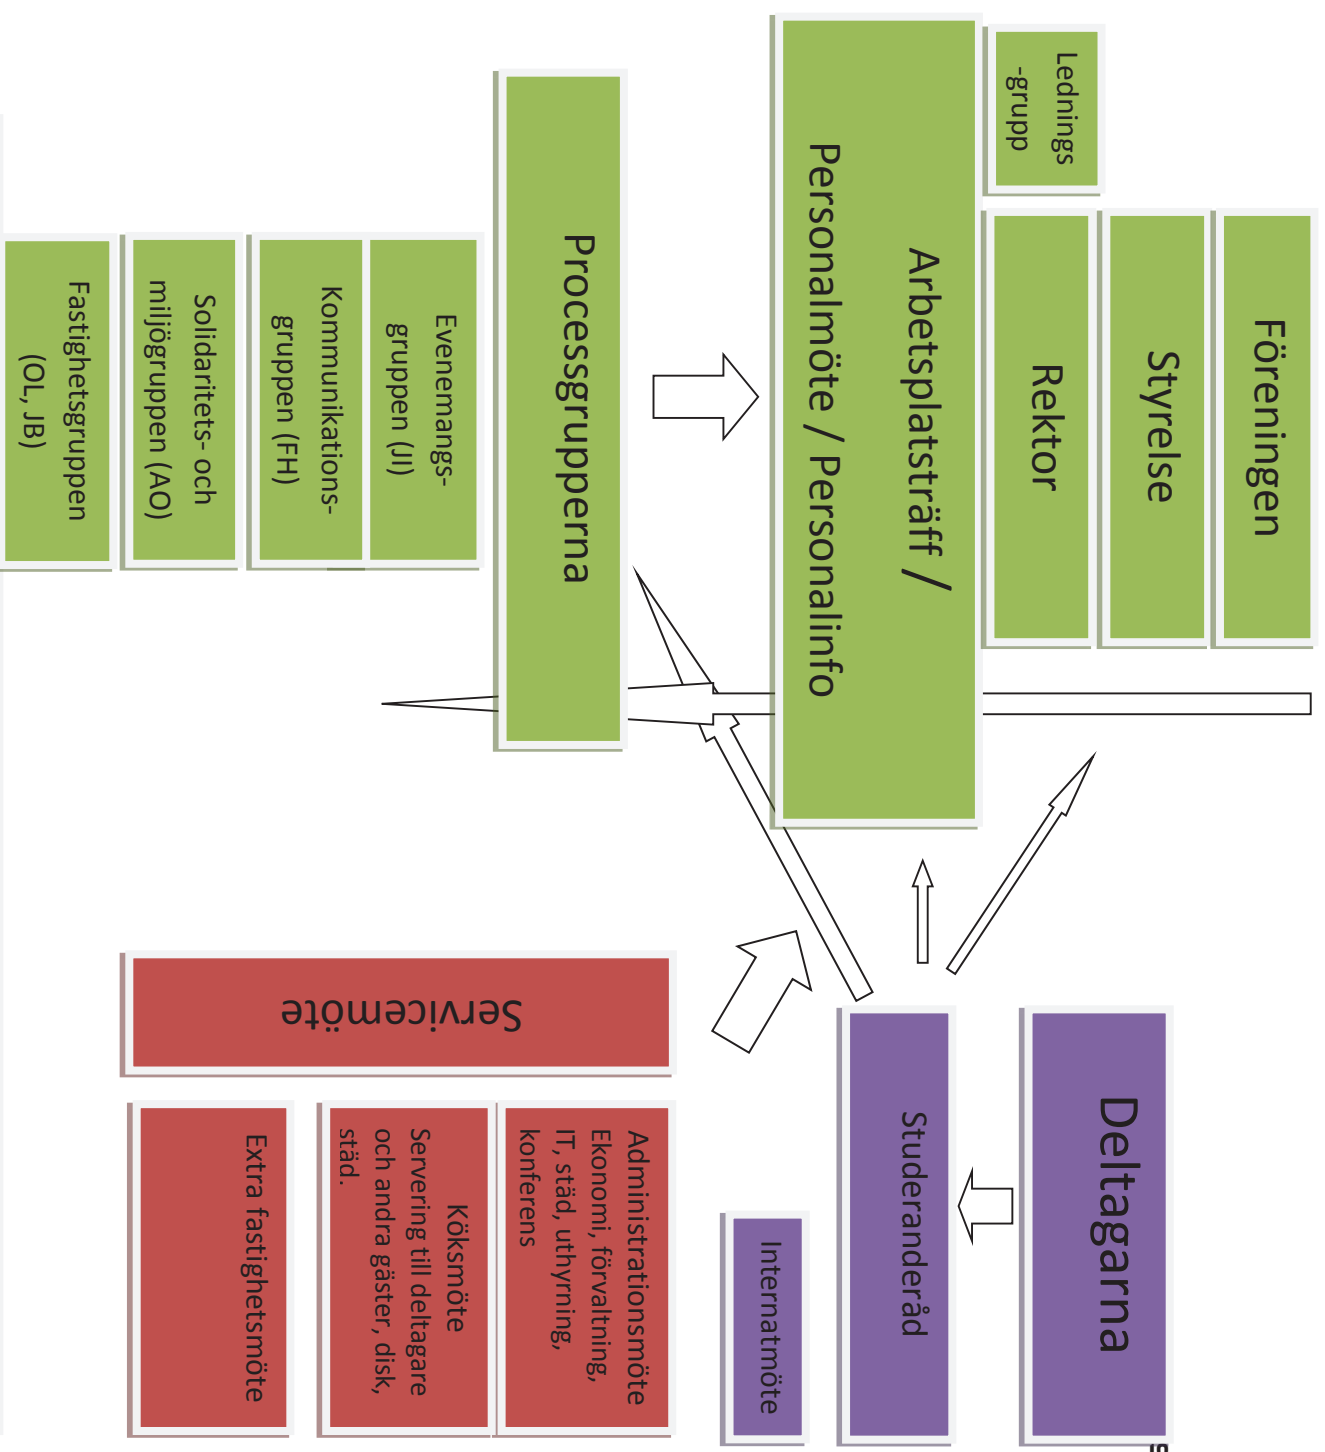 Föreningen
Styrelse
Rektor
Lednings
-grupp
Arbetsplatsträff /
Personalmöte / Personalinfo
Processgrupperna
Evenemangs-
gruppen (JI)
Kommunikations-
gruppen (FH)
Solidaritets- och
miljögruppen (AO)
Fastighetsgruppen
(OL, JB)
Deltagarna
Studeranderåd
Internatmöte
Servicemöte
Administrationsmöte
Ekonomi, förvaltning,
IT, städ, uthyrning,
konferens
Köksmöte
Servering till deltagare
och andra gäster, disk,
städ.
Extra fastighetsmöte